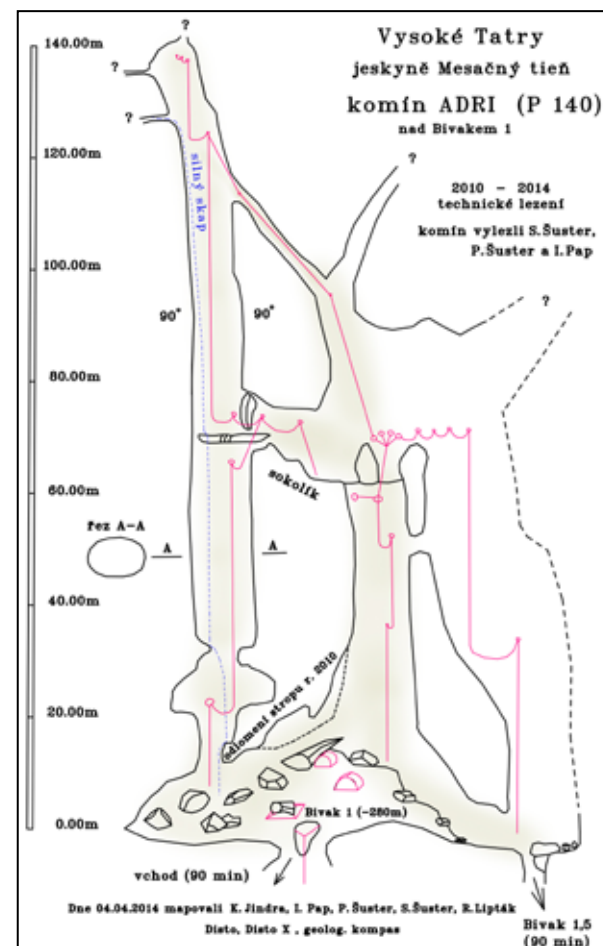 Vysoké Tatry
jeskyně Mesačný tieň
komín ADRI (P 140)
nad Bivakem 1
2010 - 2014
technické lezení
komín vylezli S.Šuster,
P.Šuster a I.Pap
140.00m
120.00m
100.00m
80.00m
60.00m
40.00m
20.00m
0.00m
?
?
?
?
?
silný skap
90°
90°
sokolík
řez A-A
A
A
odlomení stropu r. 2010
Bivak 1 (-280m)
vchod (90 min)
Bivak 1,5
(90 min)
Dne 04.04.2014 mapovali K.Jindra, I. Pap, P.Šuster, S.Šuster, R.Lipták
Disto, Disto X , geolog. kompas